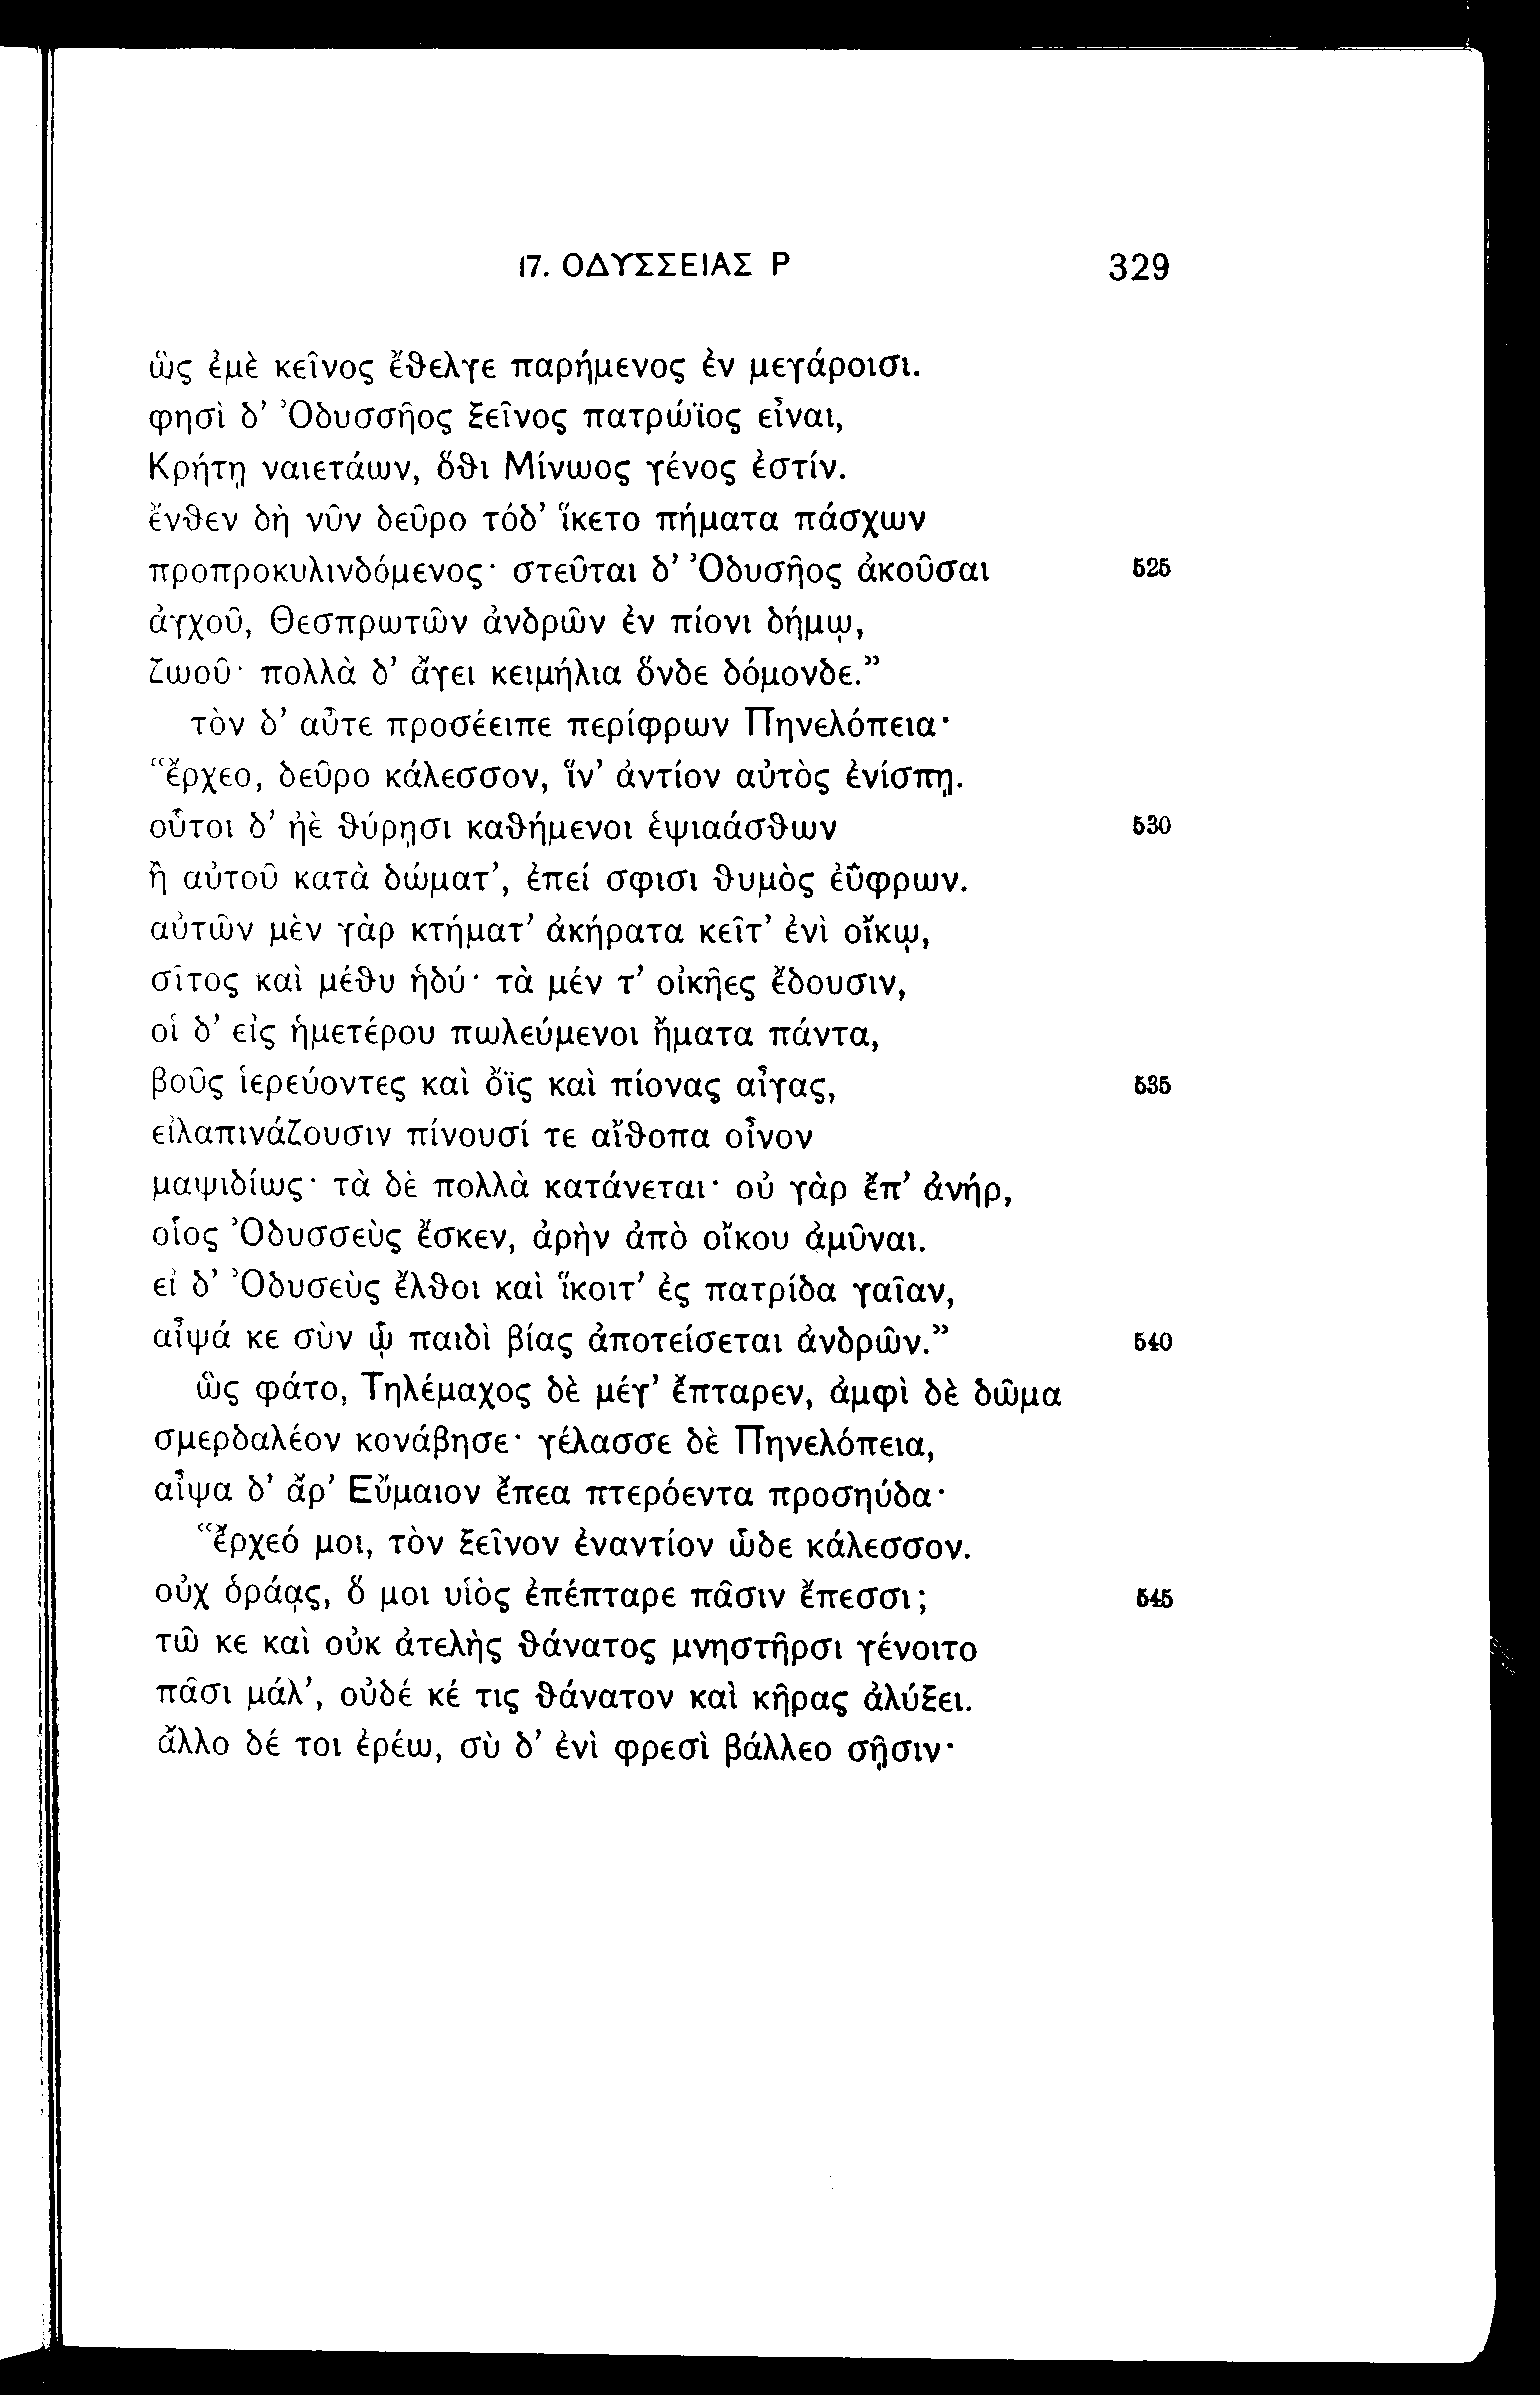 17. ΟΔΥΣΣΕΙΑΣ Ρ 329
ὣς ἐμὲ κεῖνος ἔθελγε παρήμενος ἐν μεγάροισι.
φησὶ δ’ Ὀδυσσῆος ξεῖνος πατρώϊος εἶναι,
Κρήτῃ ναιετάων, ὅθι Μίνωος γένος ἐστίν.
ἔνθεν δὴ νῦν δεῦρο τόδ’ ἵκετο πήματα πάσχων
προπροκυλινδόμενος· στεῦται δ’ Ὀδυσῆος ἀκοῦσαι 525
ἀγχοῦ, Θεσπρωτῶν ἀνδρῶν ἐν πίονι δήμῳ,
ζωοῦ· πολλὰ δ’ ἄγει κειμήλια ὅνδε δόμονδε.”
τὸν δ’ αὖτε προσέειπε περίφρων Πηνελόπεια·
“ἔρχεο, δεῦρο κάλεσσον, ἵν’ ἀντίον αὐτὸς ἐνίσπῃ.
οὗτοι δ’ ἠὲ θύρῃσι καθήμενοι ἑψιαάσθων 530
ἢ αὐτοῦ κατὰ δώματ’, ἐπεί σφισι θυμὸς ἐΰφρων.
αὐτῶν μὲν γὰρ κτήματ’ ἀκήρατα κεῖτ’ ἐνὶ οἴκῳ,
σῖτος καὶ μέθυ ἡδύ· τὰ μέν τ’ οἰκῆες ἔδουσιν,
οἱ δ’ εἰς ἡμετέρου πωλεύμενοι ἤματα πάντα,
βοῦς ἱερεύοντες καὶ ὄϊς καὶ πίονας αἶγας, 535
εἰλαπινάζουσιν πίνουσί τε αἴθοπα οἶνον
μαψιδίως· τὰ δὲ πολλὰ κατάνεται· οὐ γὰρ ἔπ’ ἀνήρ,
οἷος Ὀδυσσεὺς ἔσκεν, ἀρὴν ἀπὸ οἴκου ἀμῦναι.
εἰ δ’ Ὀδυσεὺς ἔλθοι καὶ ἵκοιτ’ ἐς πατρίδα γαῖαν,
αἶψά κε σὺν ᾧ παιδὶ βίας ἀποτείσεται ἀνδρῶν.” 540
ὣς φάτο, Τηλέμαχος δὲ μέγ’ ἔπταρεν, ἀμφὶ δὲ δῶμα
σμερδαλέον κονάβησε· γέλασσε δὲ Πηνελόπεια,
αἶψα δ’ ἄρ’ Εὔμαιον ἔπεα πτερόεντα προσηύδα·
“ἔρχεό μοι, τὸν ξεῖνον ἐναντίον ὧδε κάλεσσον.
οὐχ ὁράᾳς, ὅ μοι υἱὸς ἐπέπταρε πᾶσιν ἔπεσσι; 545
τῶ κε καὶ οὐκ ἀτελὴς θάνατος μνηστῆρσι γένοιτο
πᾶσι μάλ’, οὐδέ κέ τις θάνατον καὶ κῆρας ἀλύξει.
ἄλλο δέ τοι ἐρέω, σὺ δ’ ἐνὶ φρεσὶ βάλλεο σῇσιν·